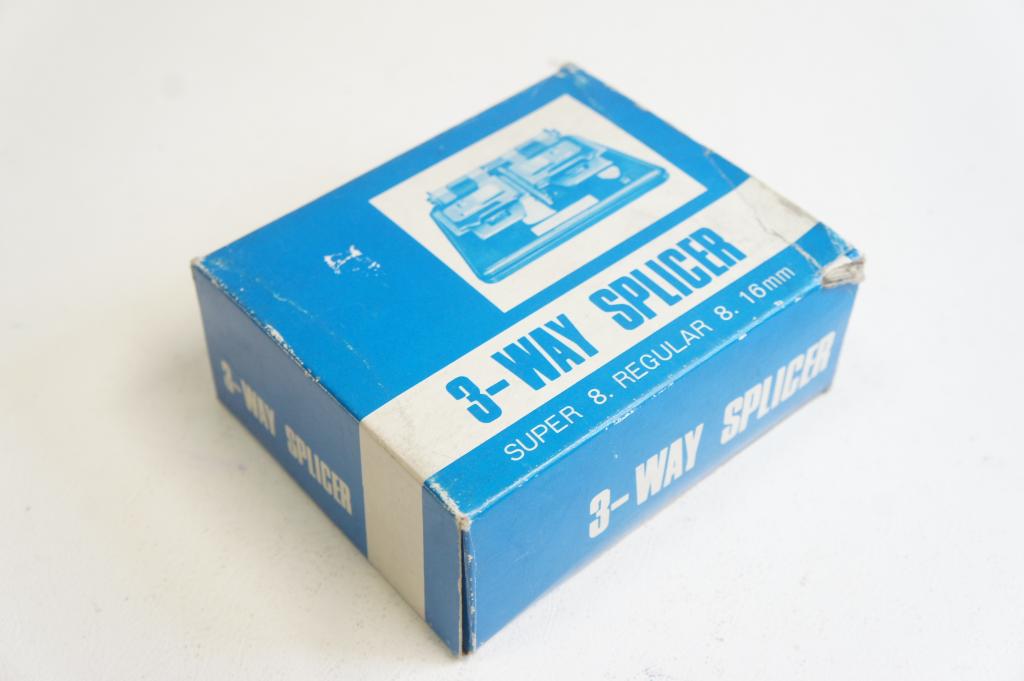 3-WAY SPLICER
SUPER 8. REGULAR 8. 16mm
3-WAY SPLICER
3-WAY SPLICER